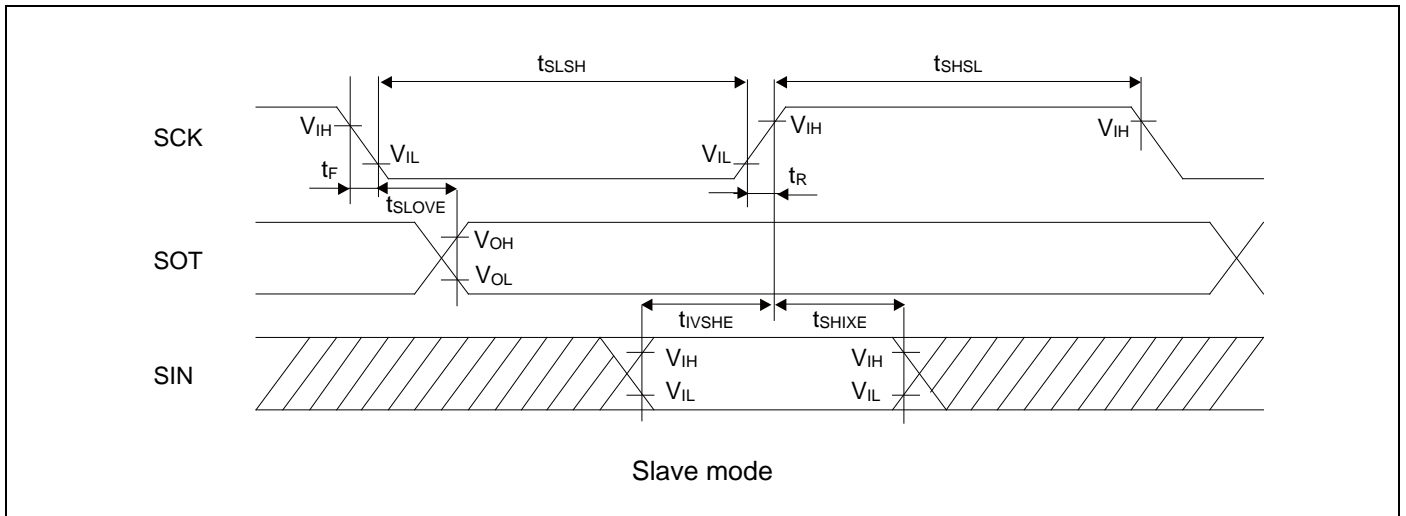 tSLSH
tSHSL
SCK
VIH
VIL
VIL
VIH
VIH
tF
tR
tSLOVE
SOT
VOH
VOL
tIVSHE
tSHIXE
SIN
VIH
VIH
VIL
VIL
Slave mode